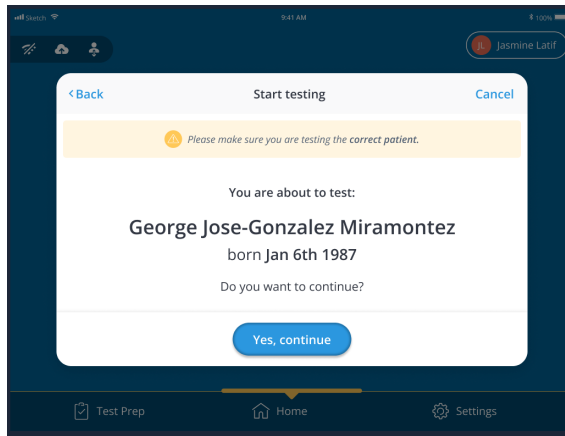 Sketch
9:41 AM
100%
JL Jasmine Latif
Back
Start testing
Cancel
Please make sure you are testing the correct patient.
You are about to test:
George Jose-Gonzalez Miramontez
born Jan 6th 1987
Do you want to continue?
Yes, continue
Test Prep
Home
Settings